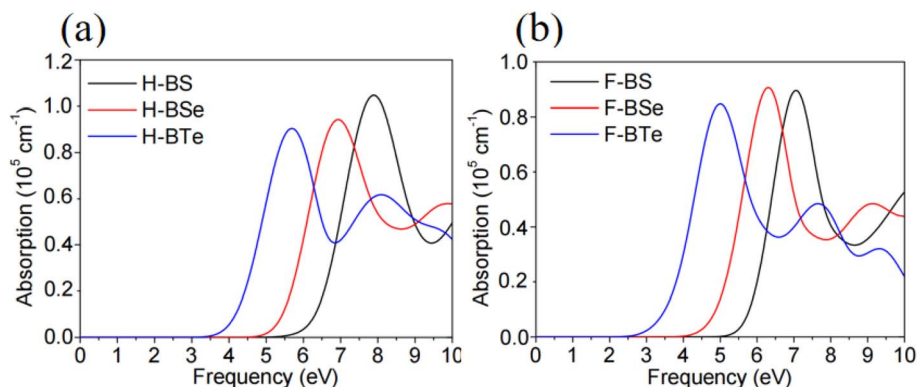 (a)
1.2
1.0
0.8
0.6
0.4
0.2
0.0
Absorption (10⁵ cm⁻¹)
H-BS
H-BSe
H-BTe
0 1 2 3 4 5 6 7 8 9 10
Frequency (eV)
(b)
1.0
0.8
0.6
0.4
0.2
0.0
Absorption (10⁵ cm⁻¹)
F-BS
F-BSe
F-BTe
0 1 2 3 4 5 6 7 8 9 10
Frequency (eV)